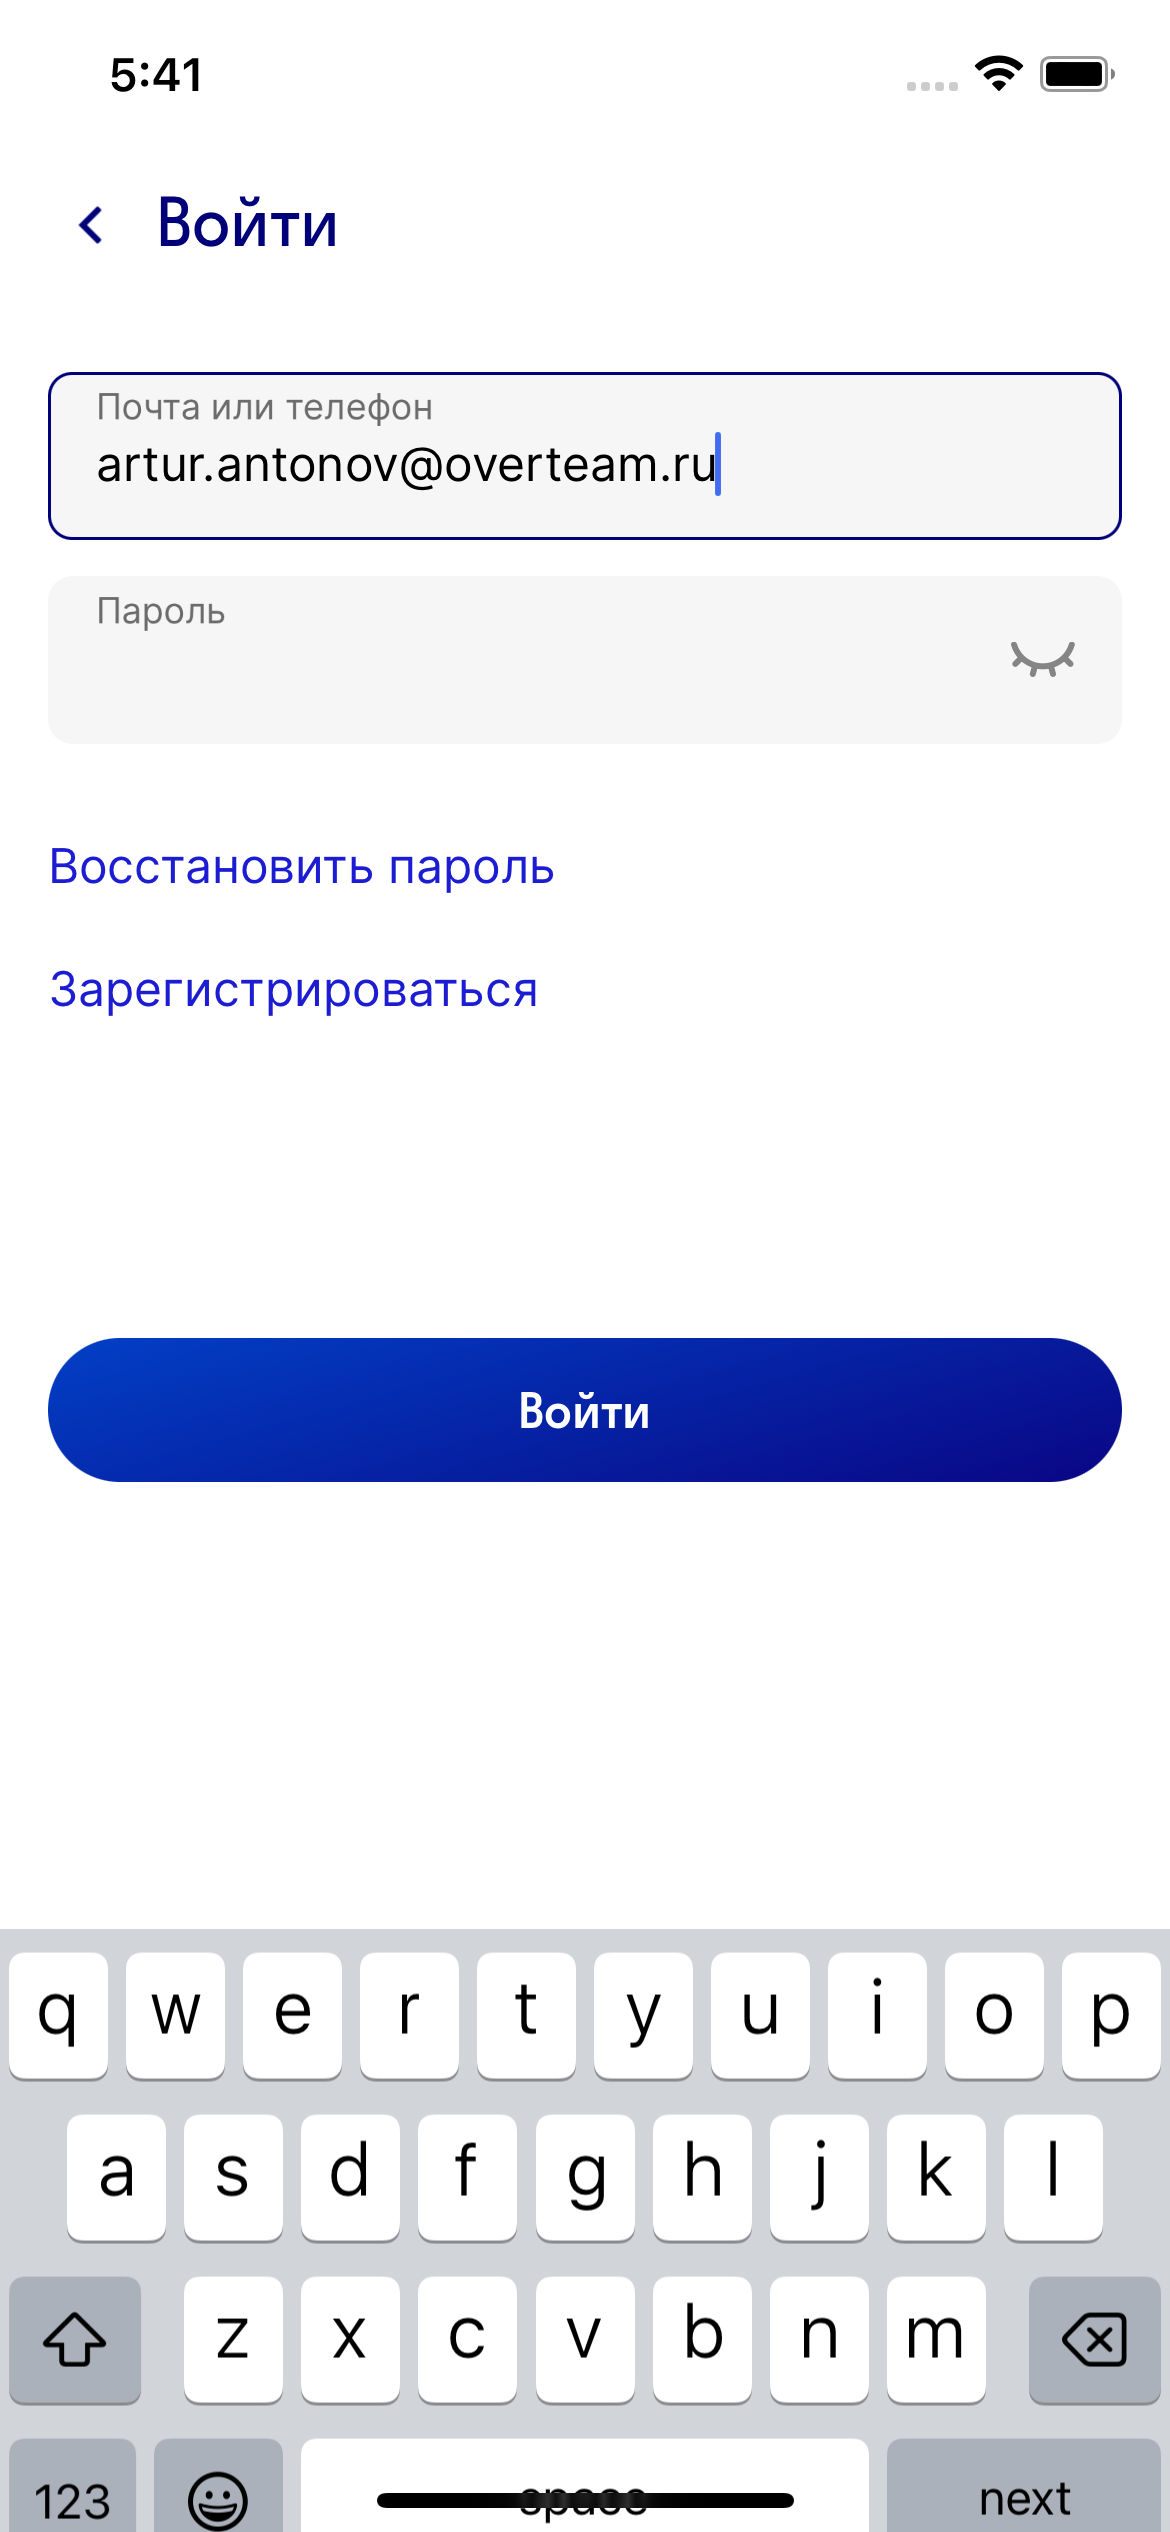 5:41
Войти
Почта или телефон
artur.antonov@overteam.ru
Пароль
Восстановить пароль
Зарегистрироваться
Войти
q w e r t y u i o p
a s d f g h j k l
z x c v b n m
123 space next